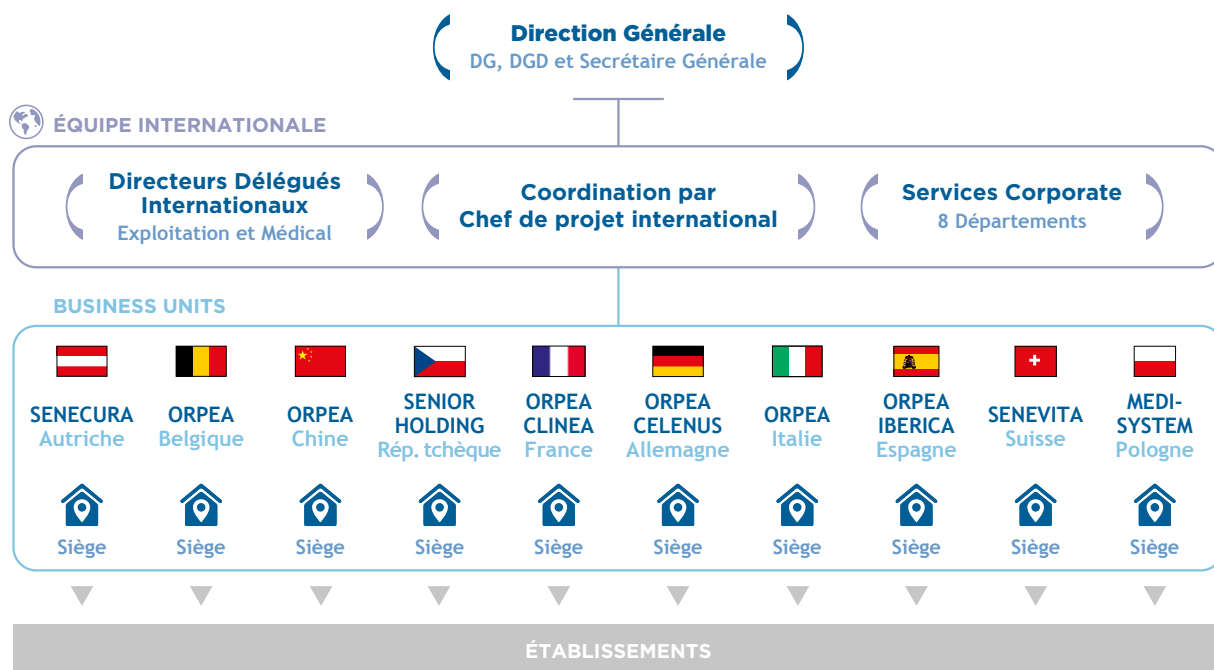 Direction Générale
DG, DGD et Secrétaire Générale
ÉQUIPE INTERNATIONALE
Directeurs Délégués
Internationaux
Exploitation et Médical
Coordination par
Chef de projet international
Services Corporate
8 Départements
BUSINESS UNITS
SENECURA
Autriche
Siège
ORPEA
Belgique
Siège
ORPEA
Chine
Siège
SENIOR
HOLDING
Rép. tchèque
Siège
ORPEA
CLINEA
France
Siège
ORPEA
CELENUS
Allemagne
Siège
ORPEA
Italie
Siège
ORPEA
IBERICA
Espagne
Siège
SENEVITA
Suisse
Siège
MEDI-
SYSTEM
Pologne
Siège
ÉTABLISSEMENTS